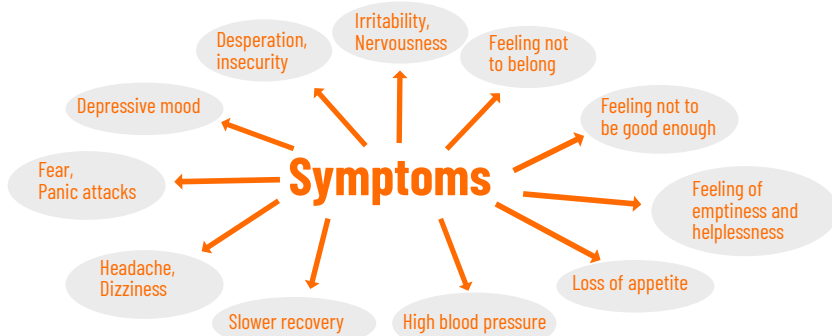 Irritability,
Nervousness
Desperation,
insecurity
Feeling not
to belong
Depressive mood
Feeling not to
be good enough
Symptoms
Fear,
Panic attacks
Feeling of
emptiness and
helplessness
Headache,
Dizziness
Loss of appetite
Slower recovery
High blood pressure